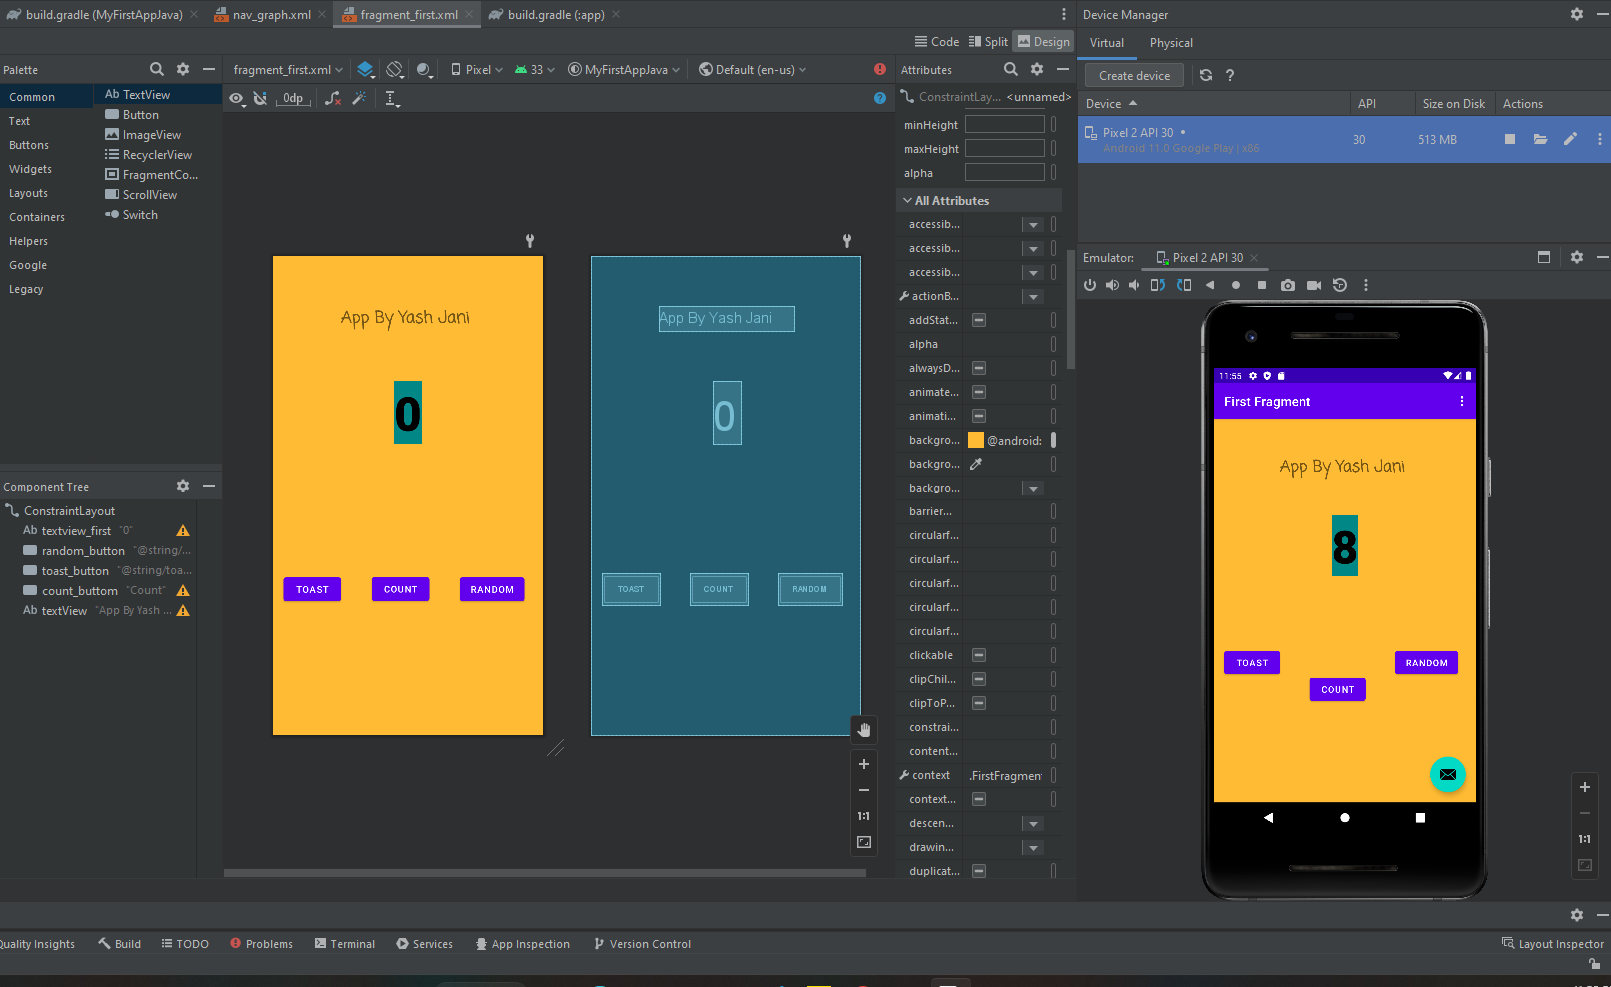 build.gradle (MyFirstAppJava)
nav_graph.xml
fragment_first.xml
build.gradle (:app)
Device Manager
Code
Split
Design
Virtual
Physical
Palette
fragment_first.xml
Pixel
33
MyFirstAppJava
Default (en-us)
Attributes
Create device
?
Common
Text
Buttons
Widgets
Layouts
Containers
Helpers
Google
Legacy
Ab TextView
Button
ImageView
RecyclerView
FragmentCo...
ScrollView
Switch
0dp
ConstraintLay... <unnamed>
minHeight
maxHeight
alpha
All Attributes
accessib...
accessib...
accessib...
actionB...
addStat...
alpha
alwaysD...
animate...
animati...
backgro... @android:
backgro...
backgro...
barrier...
circularf...
circularf...
circularf...
circularf...
circularf...
clickable
clipChil...
clipToP...
constrai...
content...
context .FirstFragment
context...
descen...
drawin...
duplicat...
Device API Size on Disk Actions
Pixel 2 API 30 30 513 MB
Android 11.0 Google Play | x86
Emulator: Pixel 2 API 30
App By Yash Jani
0
TOAST COUNT RANDOM
App By Yash Jani
0
TOAST COUNT RANDOM
1:1
Component Tree
ConstraintLayout
Ab textview_first "0"
random_button "@string/...
toast_button "@string/toa...
count_buttom "Count"
Ab textView "App By Yash ...
11:55
First Fragment
App By Yash Jani
8
TOAST
RANDOM
COUNT
1:1
uality Insights
Build
TODO
Problems
Terminal
Services
App Inspection
Version Control
Layout Inspector